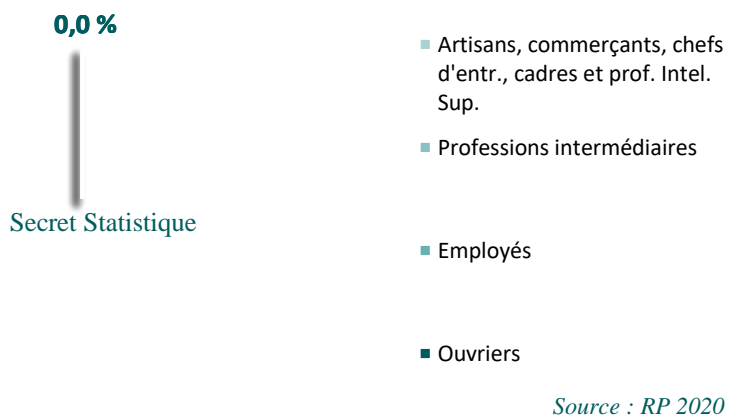 0,0 %
Artisans, commerçants, chefs
d'entr., cadres et prof. Intel.
Sup.
Professions intermédiaires
Secret Statistique
Employés
Ouvriers
Source : RP 2020